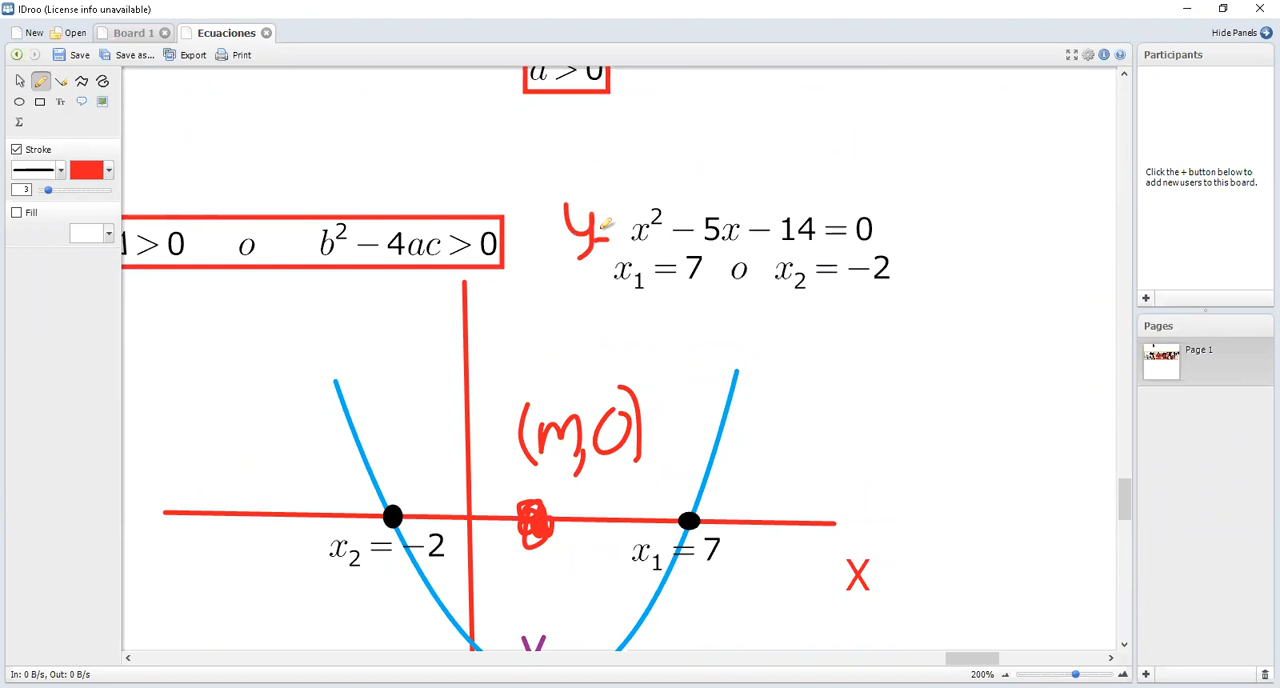 IDroo (License info unavailable)
New Open Board 1 Ecuaciones Hide Panels
Save Save as... Export Print
Participants
a > 0
Tr
Σ
Stroke
3
Fill
Click the + button below to
add new users to this board.
y= x² − 5x − 14 = 0
> 0 o b² − 4ac > 0
x₁ = 7 o x₂ = −2
Pages
Page 1
(m,0)
x₂ = −2 x₁ = 7
X
In: 0 B/s, Out: 0 B/s 200%